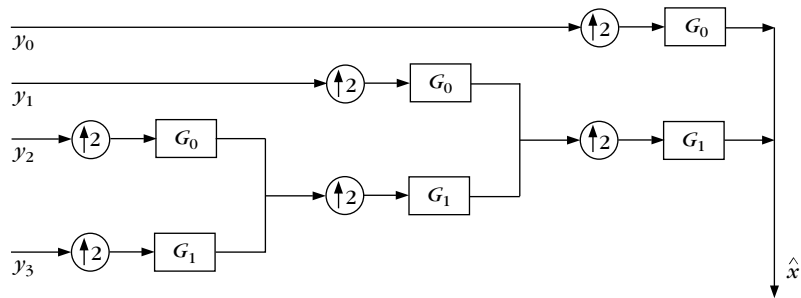 y₀ ↑2 G₀
y₁ ↑2 G₀
y₂ ↑2 G₀ ↑2 G₁
↑2 G₁
y₃ ↑2 G₁
x̂